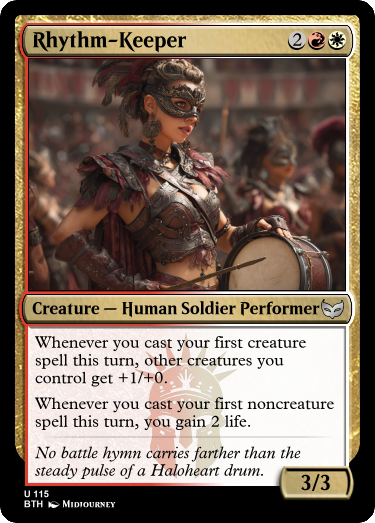 Rhythm-Keeper 2
Creature — Human Soldier Performer
Whenever you cast your first creature
spell this turn, other creatures you
control get +1/+0.
Whenever you cast your first noncreature
spell this turn, you gain 2 life.
No battle hymn carries farther than the
steady pulse of a Haloheart drum.
3/3
U 115
BTH Midjourney